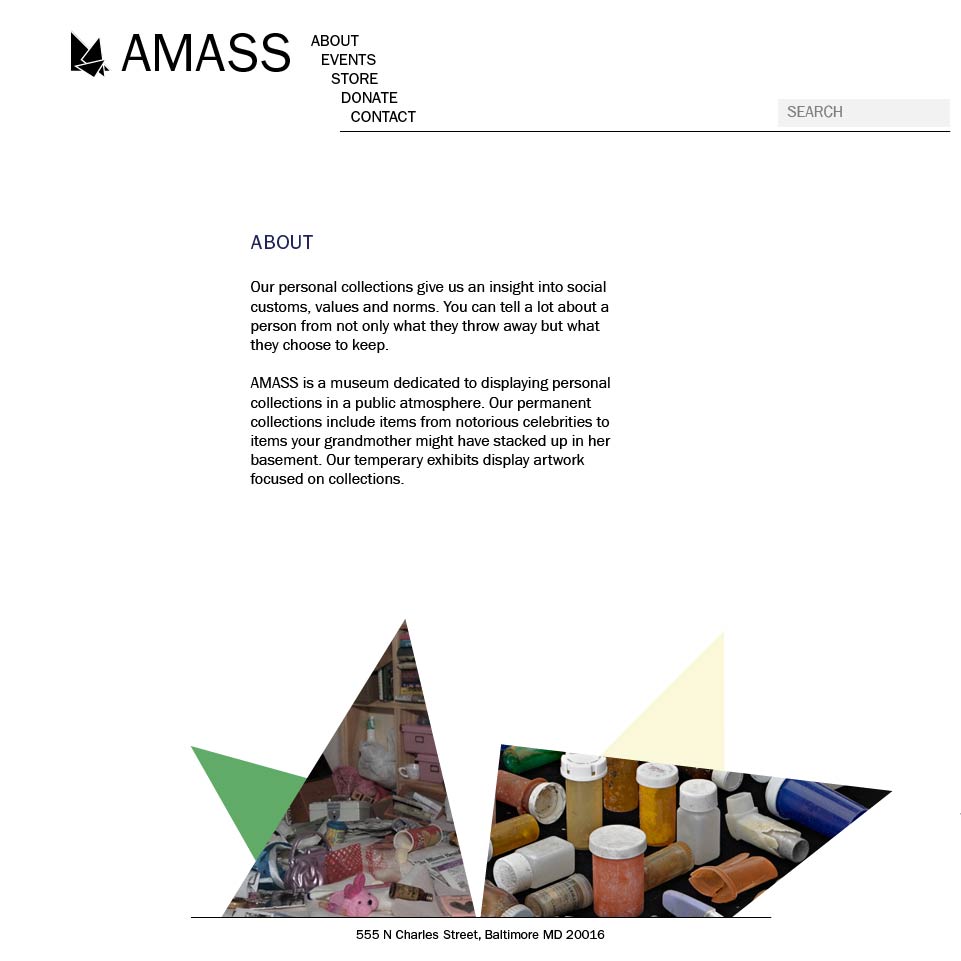 AMASS
ABOUT
EVENTS
STORE
DONATE
CONTACT
SEARCH
ABOUT
Our personal collections give us an insight into social
customs, values and norms. You can tell a lot about a
person from not only what they throw away but what
they choose to keep.
AMASS is a museum dedicated to displaying personal
collections in a public atmosphere. Our permanent
collections include items from notorious celebrities to
items your grandmother might have stacked up in her
basement. Our temperary exhibits display artwork
focused on collections.
555 N Charles Street, Baltimore MD 20016